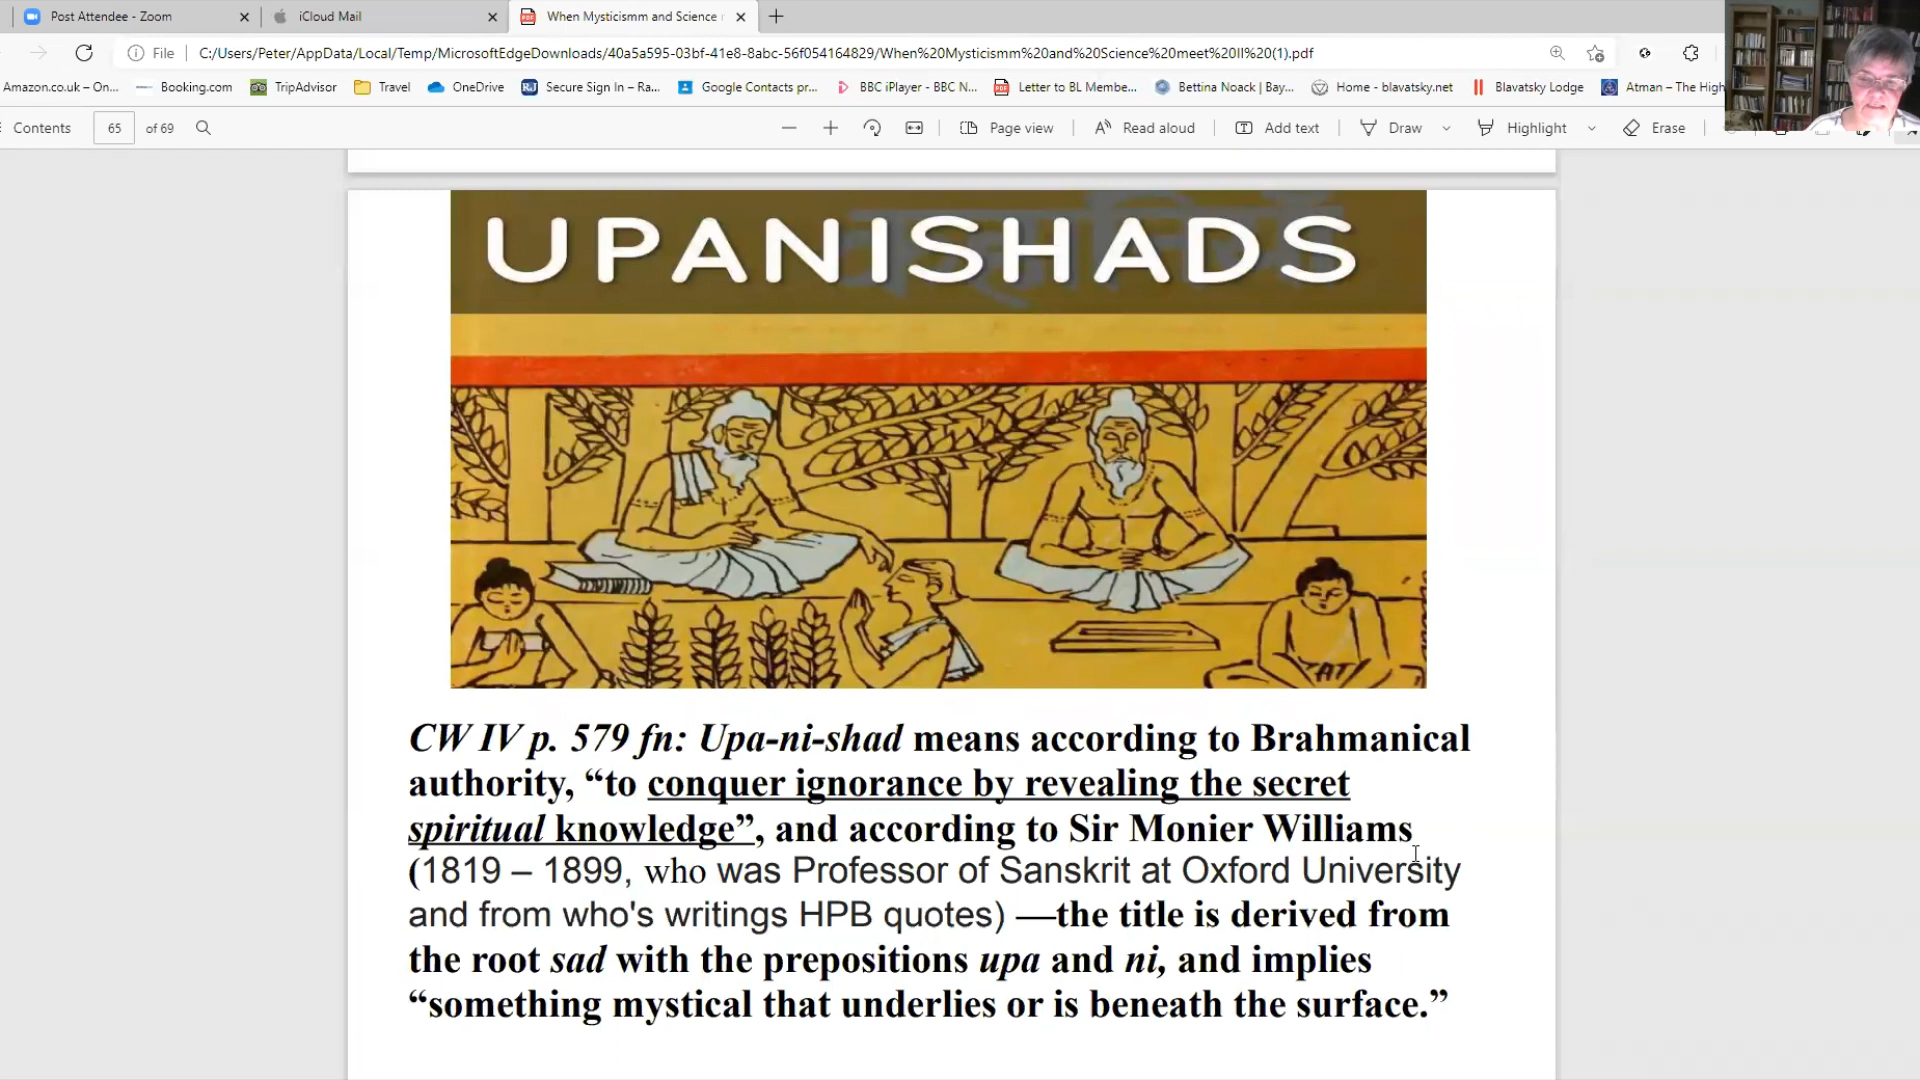 Post Attendee - Zoom
iCloud Mail
When Mysticismm and Science
File
C:/Users/Peter/AppData/Local/Temp/MicrosoftEdgeDownloads/40a5a595-03bf-41e8-8abc-56f054164829/When%20Mysticismm%20and%20Science%20meet%20II%20(1).pdf
Amazon.co.uk – On...
Booking.com
TripAdvisor
Travel
OneDrive
Secure Sign In – Ra...
Google Contacts pr...
BBC iPlayer - BBC N...
Letter to BL Membe...
Bettina Noack | Bay...
Home - blavatsky.net
Blavatsky Lodge
Atman – The High
Contents
65
of 69
Page view
Read aloud
Add text
Draw
Highlight
Erase
UPANISHADS
CW IV p. 579 fn: Upa-ni-shad means according to Brahmanical
authority, “to conquer ignorance by revealing the secret
spiritual knowledge”, and according to Sir Monier Williams
(1819 – 1899, who was Professor of Sanskrit at Oxford University
and from who's writings HPB quotes) —the title is derived from
the root sad with the prepositions upa and ni, and implies
“something mystical that underlies or is beneath the surface.”